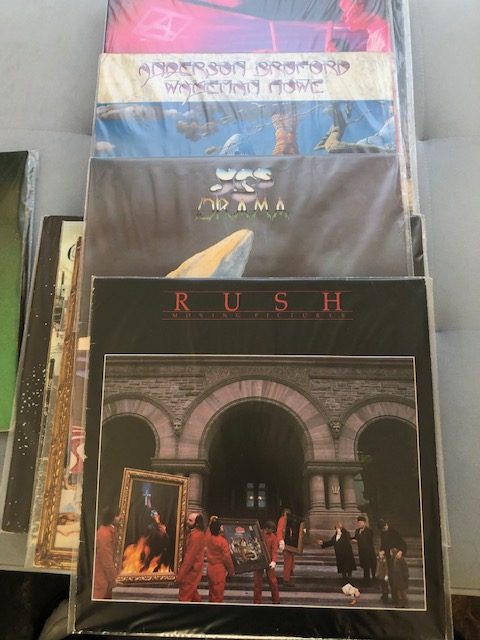 ANDERSON BRUFORD
WAKEMAN HOWE
YES
DRAMA
RUSH
MOVING PICTURES